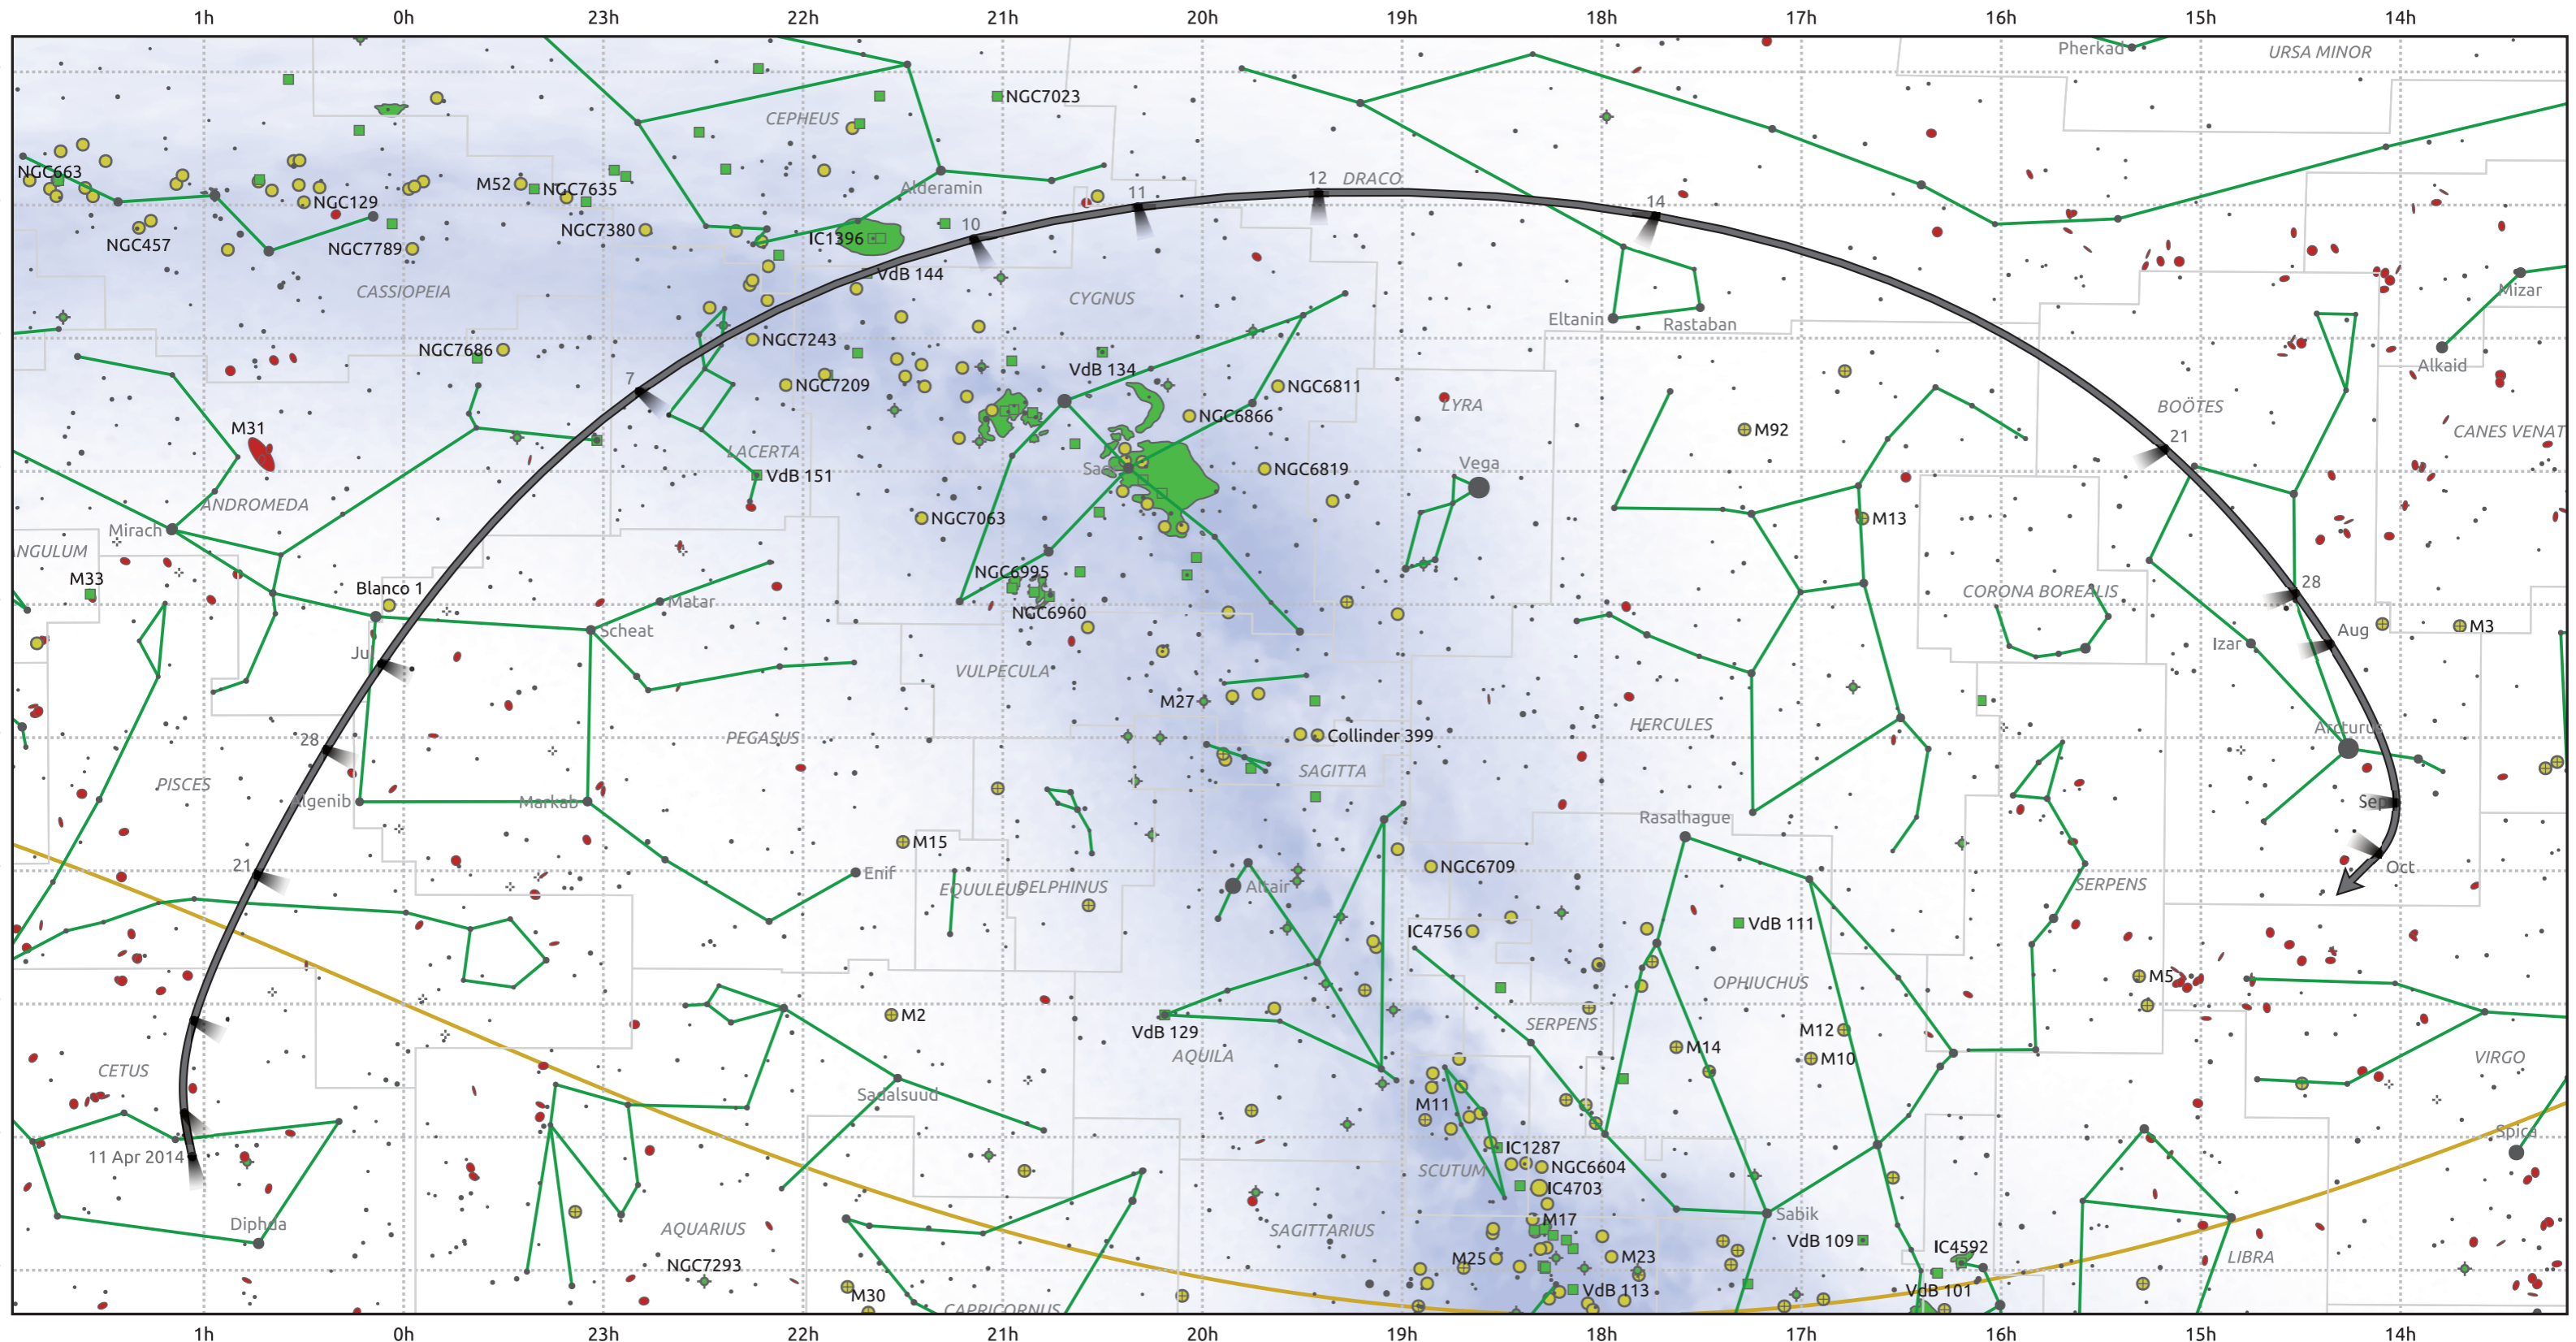 1h 0h 23h 22h 21h 20h 19h 18h 17h 16h 15h 14h
Pherkad
URSA MINOR
NGC7023
CEPHEUS
NGC663
M52
NGC7635
Alderamin
11
12
DRACO
14
NGC129
NGC457
NGC7789
NGC7380
IC1396
10
VdB 144
CASSIOPEIA
CYGNUS
Mizar
Eltanin
Rastaban
NGC7686
NGC7243
Alkaid
7
NGC7209
VdB 134
NGC6811
LYRA
BOÖTES
NGC6866
M31
M92
21
CANES VENAT
LACERTA
VdB 151
NGC6819
Vega
ANDROMEDA
NGC7063
M13
Mirach
ANGULUM
M33
NGC6995
Blanco 1
NGC6960
CORONA BOREALIS
28
Matar
Scheat
Aug
M3
Izar
Ju
VULPECULA
M27
HERCULES
Arcturus
28
PEGASUS
Collinder 399
PISCES
SAGITTA
Algenib
Markab
Sep
Rasalhague
M15
21
NGC6709
Oct
Enif
EQUULEUS
DELPHINUS
Altair
SERPENS
IC4756
VdB 111
OPHIUCHUS
M5
M2
VdB 129
SERPENS
M12
M14
M10
AQUILA
CETUS
VIRGO
Sadalsuud
M11
Spica
11 Apr 2014
IC1287
SCUTUM
NGC6604
IC4703
Diphda
AQUARIUS
SAGITTARIUS
M17
Sabik
VdB 109
IC4592
M25
M23
LIBRA
NGC7293
M30
VdB 113
VdB 101
CAPRICORNUS
1h 0h 23h 22h 21h 20h 19h 18h 17h 16h 15h 14h